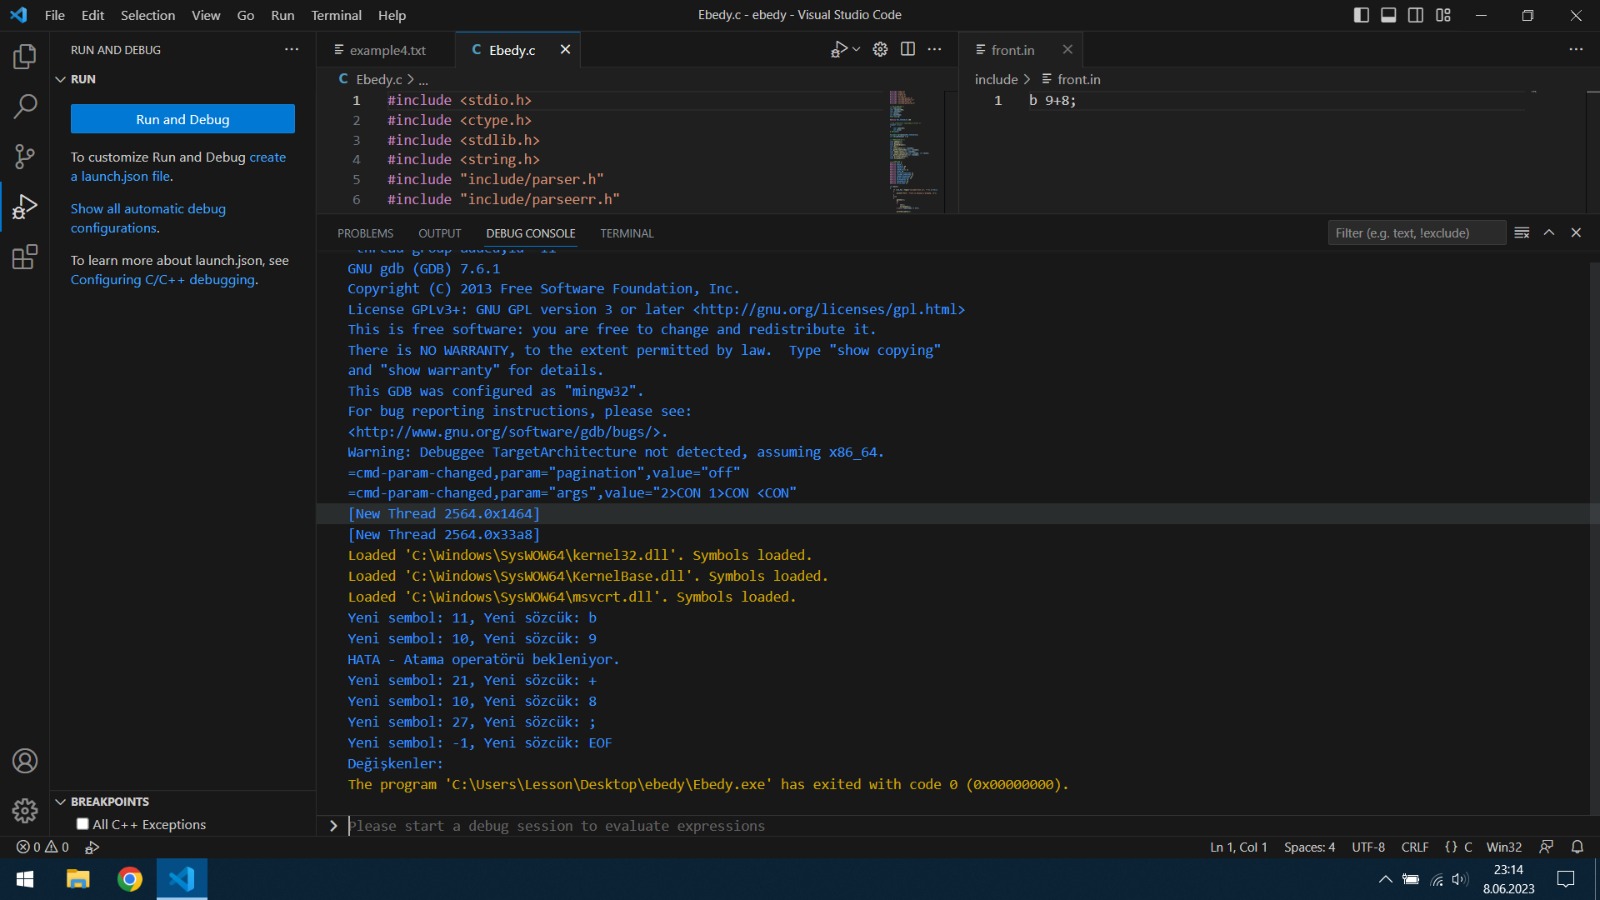 File Edit Selection View Go Run Terminal Help
Ebedy.c - ebedy - Visual Studio Code
RUN AND DEBUG
RUN
Run and Debug
To customize Run and Debug create
a launch.json file.
Show all automatic debug
configurations.
To learn more about launch.json, see
Configuring C/C++ debugging.
BREAKPOINTS
All C++ Exceptions
example4.txt
C Ebedy.c
C Ebedy.c > ...
1 #include <stdio.h>
2 #include <ctype.h>
3 #include <stdlib.h>
4 #include <string.h>
5 #include "include/parser.h"
6 #include "include/parseerr.h"
front.in
include > front.in
1 b 9+8;
PROBLEMS OUTPUT DEBUG CONSOLE TERMINAL
Filter (e.g. text, !exclude)
GNU gdb (GDB) 7.6.1
Copyright (C) 2013 Free Software Foundation, Inc.
License GPLv3+: GNU GPL version 3 or later <http://gnu.org/licenses/gpl.html>
This is free software: you are free to change and redistribute it.
There is NO WARRANTY, to the extent permitted by law.  Type "show copying"
and "show warranty" for details.
This GDB was configured as "mingw32".
For bug reporting instructions, please see:
<http://www.gnu.org/software/gdb/bugs/>.
Warning: Debuggee TargetArchitecture not detected, assuming x86_64.
=cmd-param-changed,param="pagination",value="off"
=cmd-param-changed,param="args",value="2>CON 1>CON <CON"
[New Thread 2564.0x1464]
[New Thread 2564.0x33a8]
Loaded 'C:\Windows\SysWOW64\kernel32.dll'. Symbols loaded.
Loaded 'C:\Windows\SysWOW64\KernelBase.dll'. Symbols loaded.
Loaded 'C:\Windows\SysWOW64\msvcrt.dll'. Symbols loaded.
Yeni sembol: 11, Yeni sözcük: b
Yeni sembol: 10, Yeni sözcük: 9
HATA - Atama operatörü bekleniyor.
Yeni sembol: 21, Yeni sözcük: +
Yeni sembol: 10, Yeni sözcük: 8
Yeni sembol: 27, Yeni sözcük: ;
Yeni sembol: -1, Yeni sözcük: EOF
Değişkenler:
The program 'C:\Users\Lesson\Desktop\ebedy\Ebedy.exe' has exited with code 0 (0x00000000).
Please start a debug session to evaluate expressions
0 0
Ln 1, Col 1 Spaces: 4 UTF-8 CRLF {} C Win32
23:14
8.06.2023